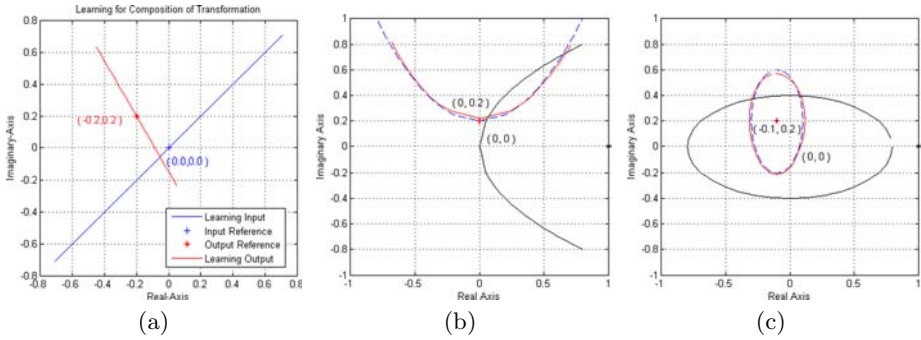 Learning for Composition of Transformation
0.8
0.6
0.4
0.2
0
-0.2
-0.4
-0.6
-0.8
-0.8 -0.6 -0.4 -0.2 0 0.2 0.4 0.6 0.8
Imaginary-Axis
Real-Axis
( -0.2,0.2 )
(0.0,0.0 )
Learning Input
Input Reference
Output Reference
Learning Output
(a)
1
0.8
0.6
0.4
0.2
0
-0.2
-0.4
-0.6
-0.8
-1
-1 -0.5 0 0.5 1
Imaginary Axis
Real Axis
( 0, 0.2 )
( 0, 0 )
(b)
1
0.8
0.6
0.4
0.2
0
-0.2
-0.4
-0.6
-0.8
-1
-1 -0.5 0 0.5 1
Imaginary Axis
Real Axis
( -0.1, 0.2 )
( 0, 0 )
(c)